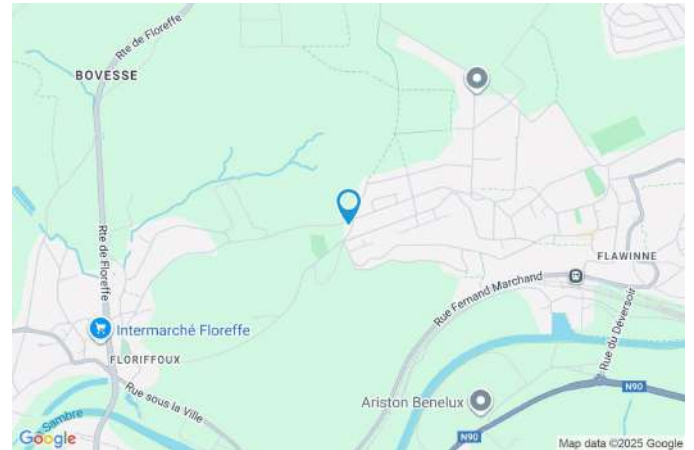 Rte de Floreffe
BOVESSE
Rte de Floreffe
FLAWINNE
Rue Fernand Marchand
Rue du Déversoir
Intermarché Floreffe
FLORIFFOUX
Rue sous la Ville
Sambre
Ariston Benelux
N90
N90
Google
Map data ©2025 Google